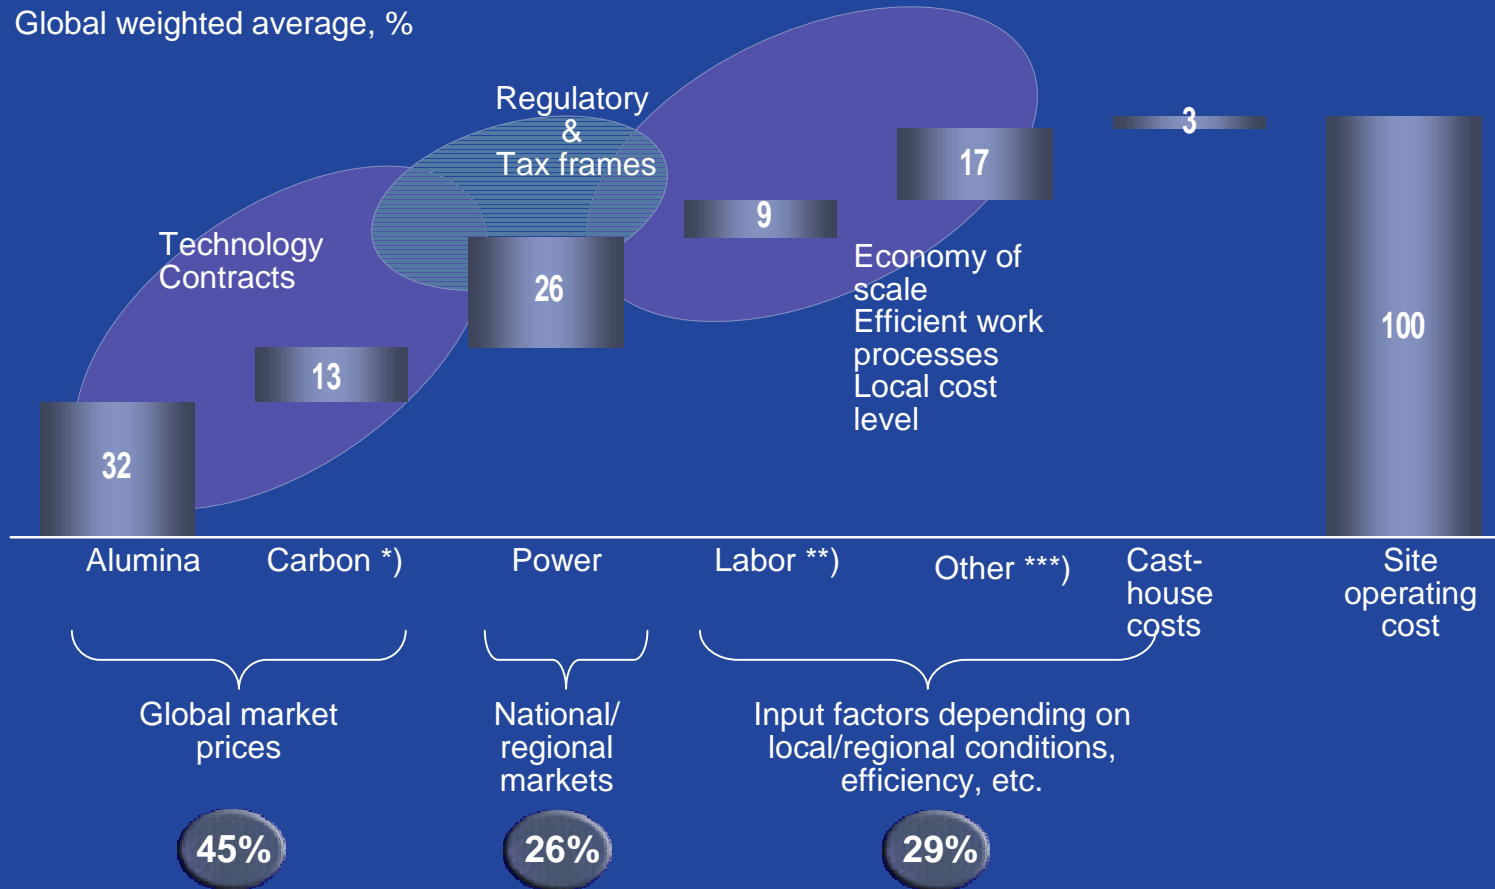 Global weighted average, %
Regulatory
&
Tax frames
3
17
9
Technology
Contracts
26
Economy of
scale
Efficient work
processes
Local cost
level
100
13
32
Alumina
Carbon *)
Power
Labor **)
Other ***)
Cast-
house
costs
Site
operating
cost
Global market
prices
National/
regional
markets
Input factors depending on
local/regional conditions,
efficiency, etc.
45%
26%
29%